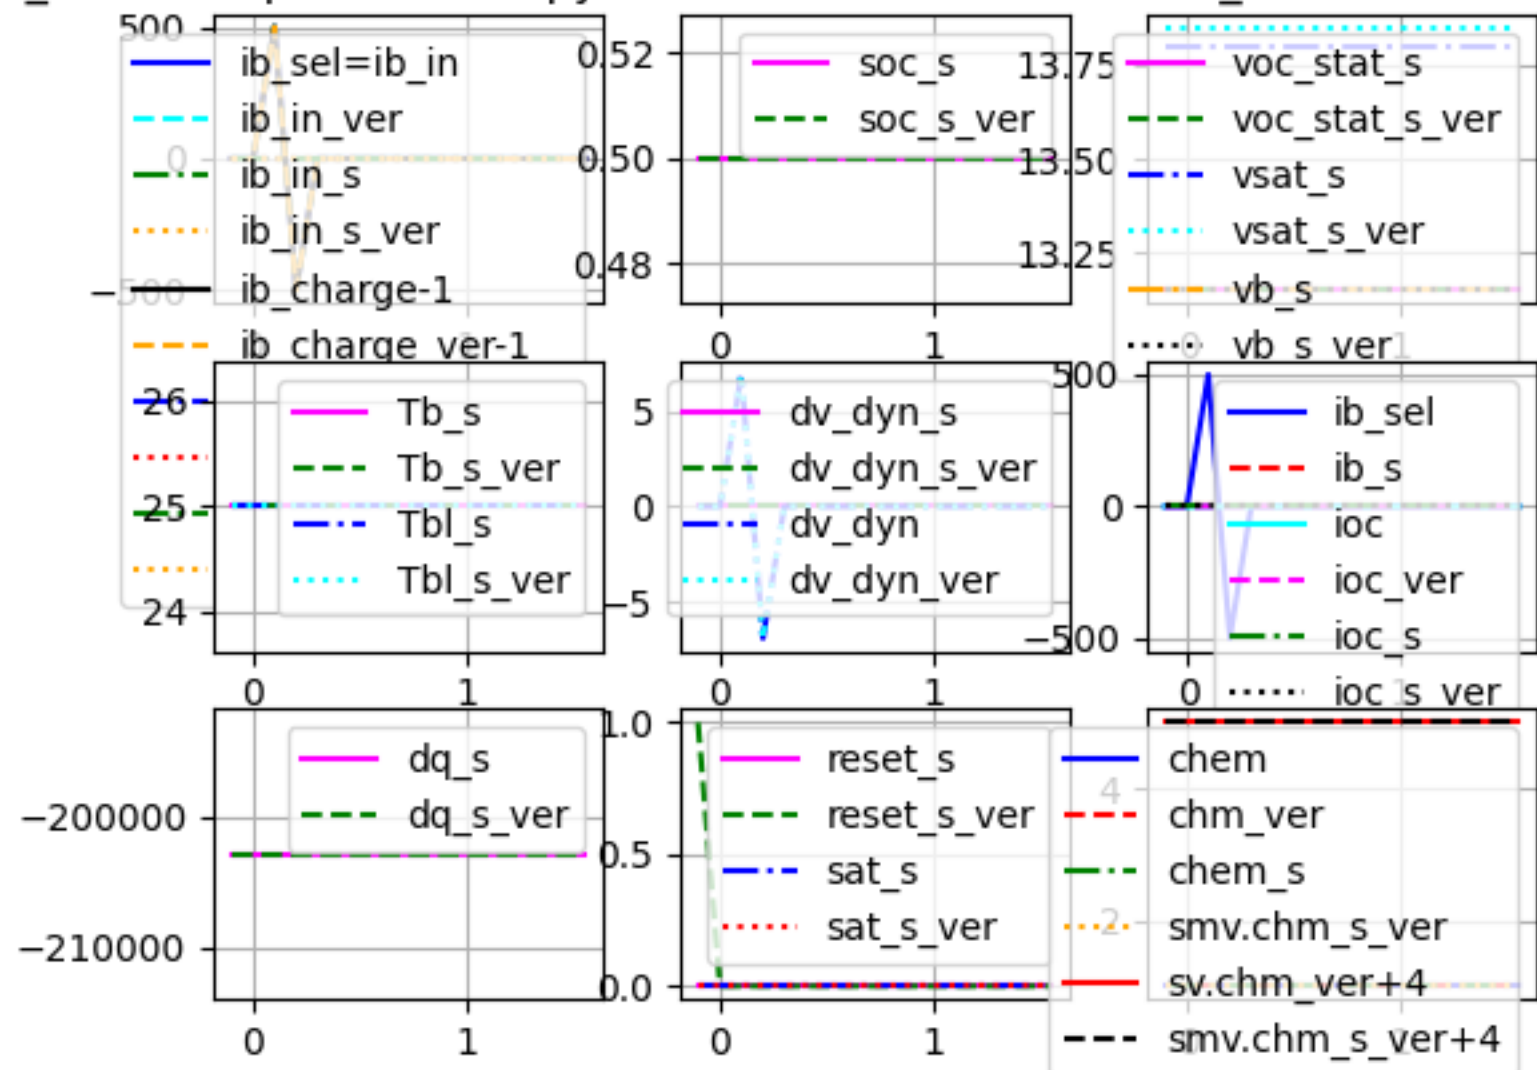 500
0
−500
ib_sel=ib_in
ib_in_ver
ib_in_s
ib_in_s_ver
ib_charge-1
ib_charge_ver-1
0.52
0.50
0.48
soc_s
soc_s_ver
0 1
13.75
13.50
13.25
voc_stat_s
voc_stat_s_ver
vsat_s
vsat_s_ver
vb_s
vb_s_ver
0 1
26
25
24
Tb_s
Tb_s_ver
Tbl_s
Tbl_s_ver
0 1
5
0
−5
dv_dyn_s
dv_dyn_s_ver
dv_dyn
dv_dyn_ver
0 1
500
0
−500
ib_sel
ib_s
ioc
ioc_ver
ioc_s
ioc_s_ver
0 1
−200000
−210000
dq_s
dq_s_ver
0 1
1.0
0.5
0.0
reset_s
reset_s_ver
sat_s
sat_s_ver
0 1
4
2
chem
chm_ver
chem_s
smv.chm_s_ver
sv.chm_ver+4
smv.chm_s_ver+4